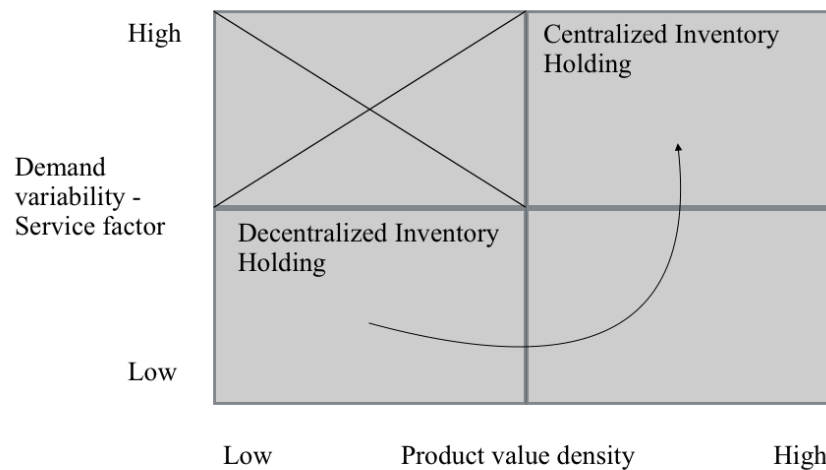 High
Centralized Inventory
Holding
Demand
variability -
Service factor
Decentralized Inventory
Holding
Low
Low
Product value density
High